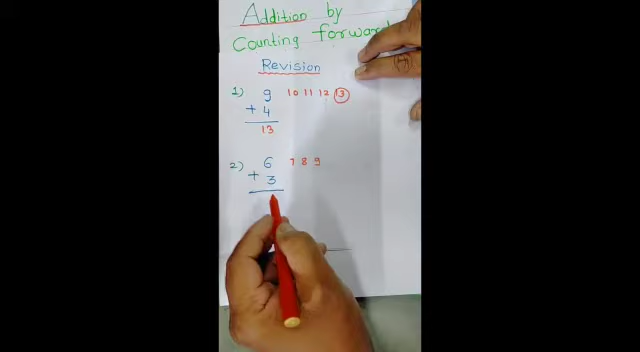 Addition by
Counting forward
Revision
1) 9 10 11 12 13
+ 4
13
2) 6 7 8 9
+ 3